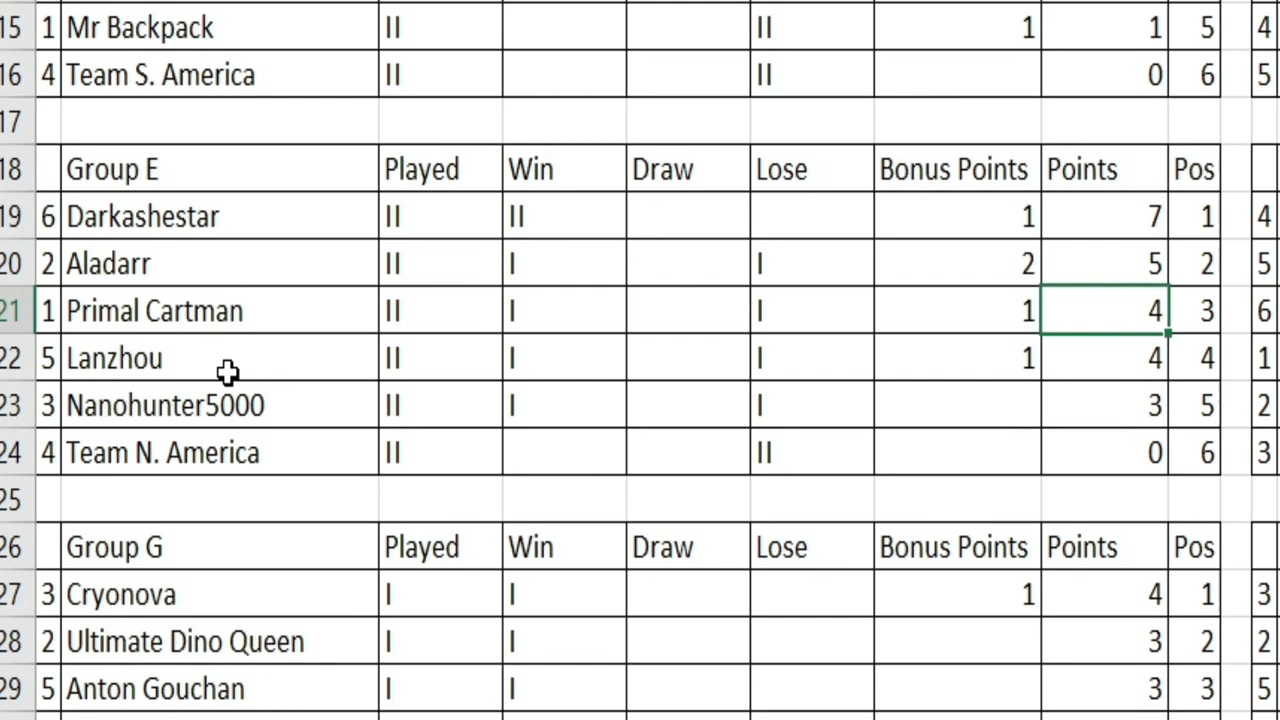 15 1 Mr Backpack II II 1 1 5 4
16 4 Team S. America II II 0 6 5
17
18 Group E Played Win Draw Lose Bonus Points Points Pos
19 6 Darkashestar II II 1 7 1 4
20 2 Aladarr II I I 2 5 2 5
21 1 Primal Cartman II I I 1 4 3 6
22 5 Lanzhou II I I 1 4 4 1
23 3 Nanohunter5000 II I I 3 5 2
24 4 Team N. America II II 0 6 3
25
26 Group G Played Win Draw Lose Bonus Points Points Pos
27 3 Cryonova I I 1 4 1 3
28 2 Ultimate Dino Queen I I 3 2 2
29 5 Anton Gouchan I I 3 3 5